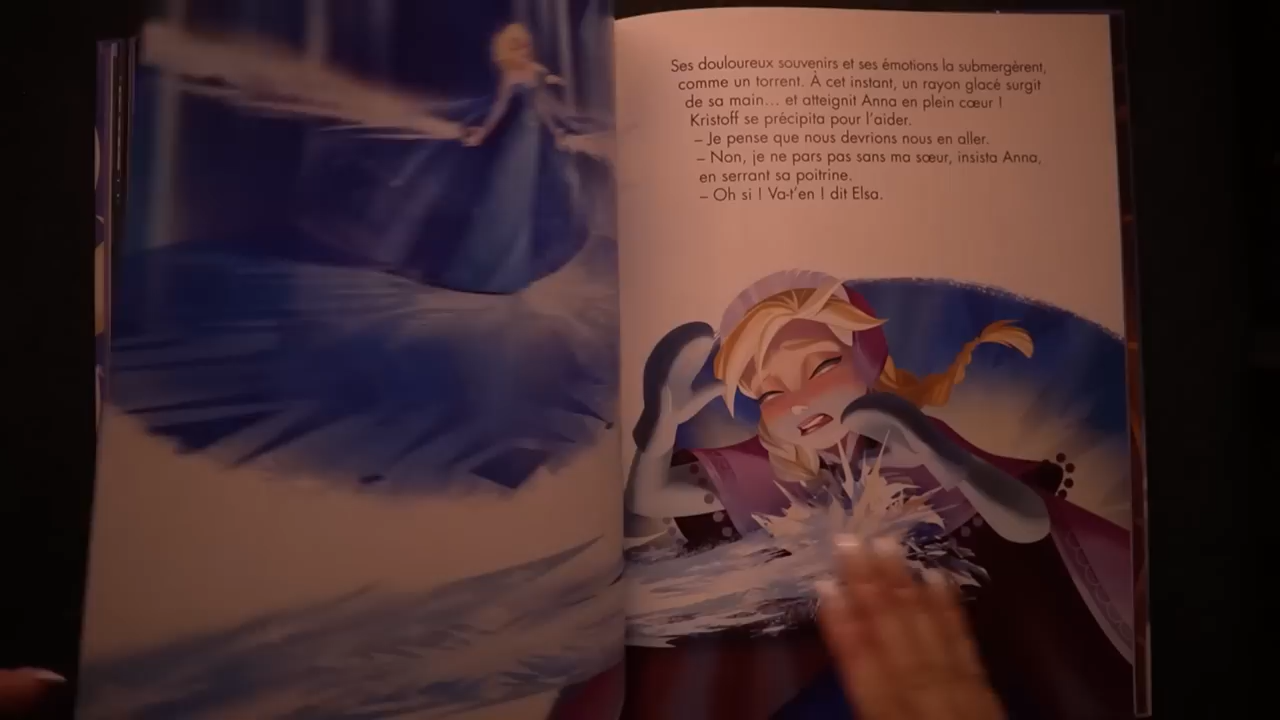 Ses douloureux souvenirs et ses émotions la submergèrent,
comme un torrent. À cet instant, un rayon glacé surgit
de sa main... et atteignit Anna en plein cœur !
Kristoff se précipita pour l'aider.
– Je pense que nous devrions nous en aller.
– Non, je ne pars pas sans ma sœur, insista Anna,
en serrant sa poitrine.
– Oh si ! Va-t'en ! dit Elsa.